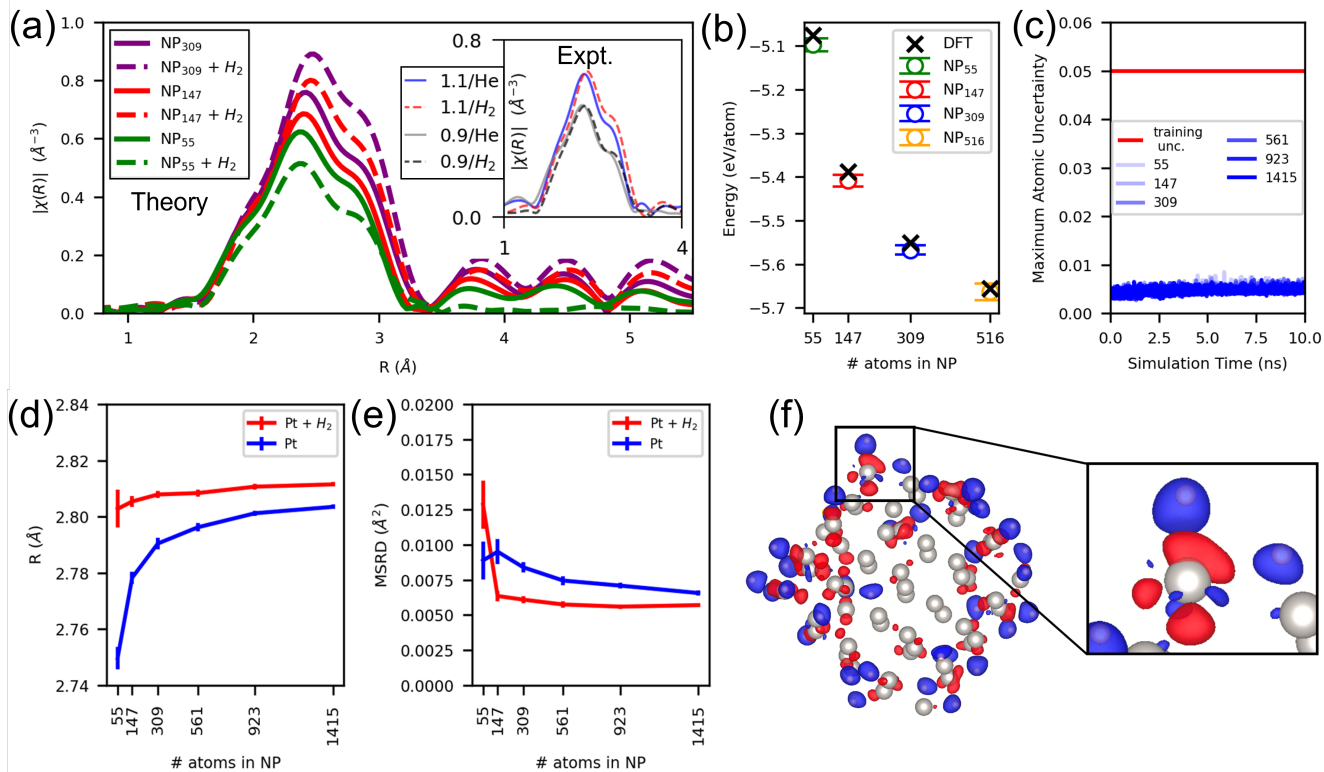 (a)
1.0
0.8
0.6
0.4
0.2
0.0
|χ(R)| (Å⁻³)
NP₃₀₉
NP₃₀₉ + H₂
NP₁₄₇
NP₁₄₇ + H₂
NP₅₅
NP₅₅ + H₂
Theory
1 2 3 4 5
R (Å)
Expt.
0.8
0.0
|χ(R)| (Å⁻³)
1.1/He
1.1/H₂
0.9/He
0.9/H₂
1 4
(b)
−5.1
−5.2
−5.3
−5.4
−5.5
−5.6
−5.7
Energy (eV/atom)
DFT
NP₅₅
NP₁₄₇
NP₃₀₉
NP₅₁₆
55 147 309 516
# atoms in NP
(c)
0.06
0.05
0.04
0.03
0.02
0.01
0.00
Maximum Atomic Uncertainty
training
unc.
55
147
309
561
923
1415
0.0 2.5 5.0 7.5 10.0
Simulation Time (ns)
(d)
2.84
2.82
2.80
2.78
2.76
2.74
R (Å)
Pt + H₂
Pt
55 147 309 561 923 1415
# atoms in NP
(e)
0.0200
0.0175
0.0150
0.0125
0.0100
0.0075
0.0050
0.0025
0.0000
MSRD (Å²)
Pt + H₂
Pt
55 147 309 561 923 1415
# atoms in NP
(f)